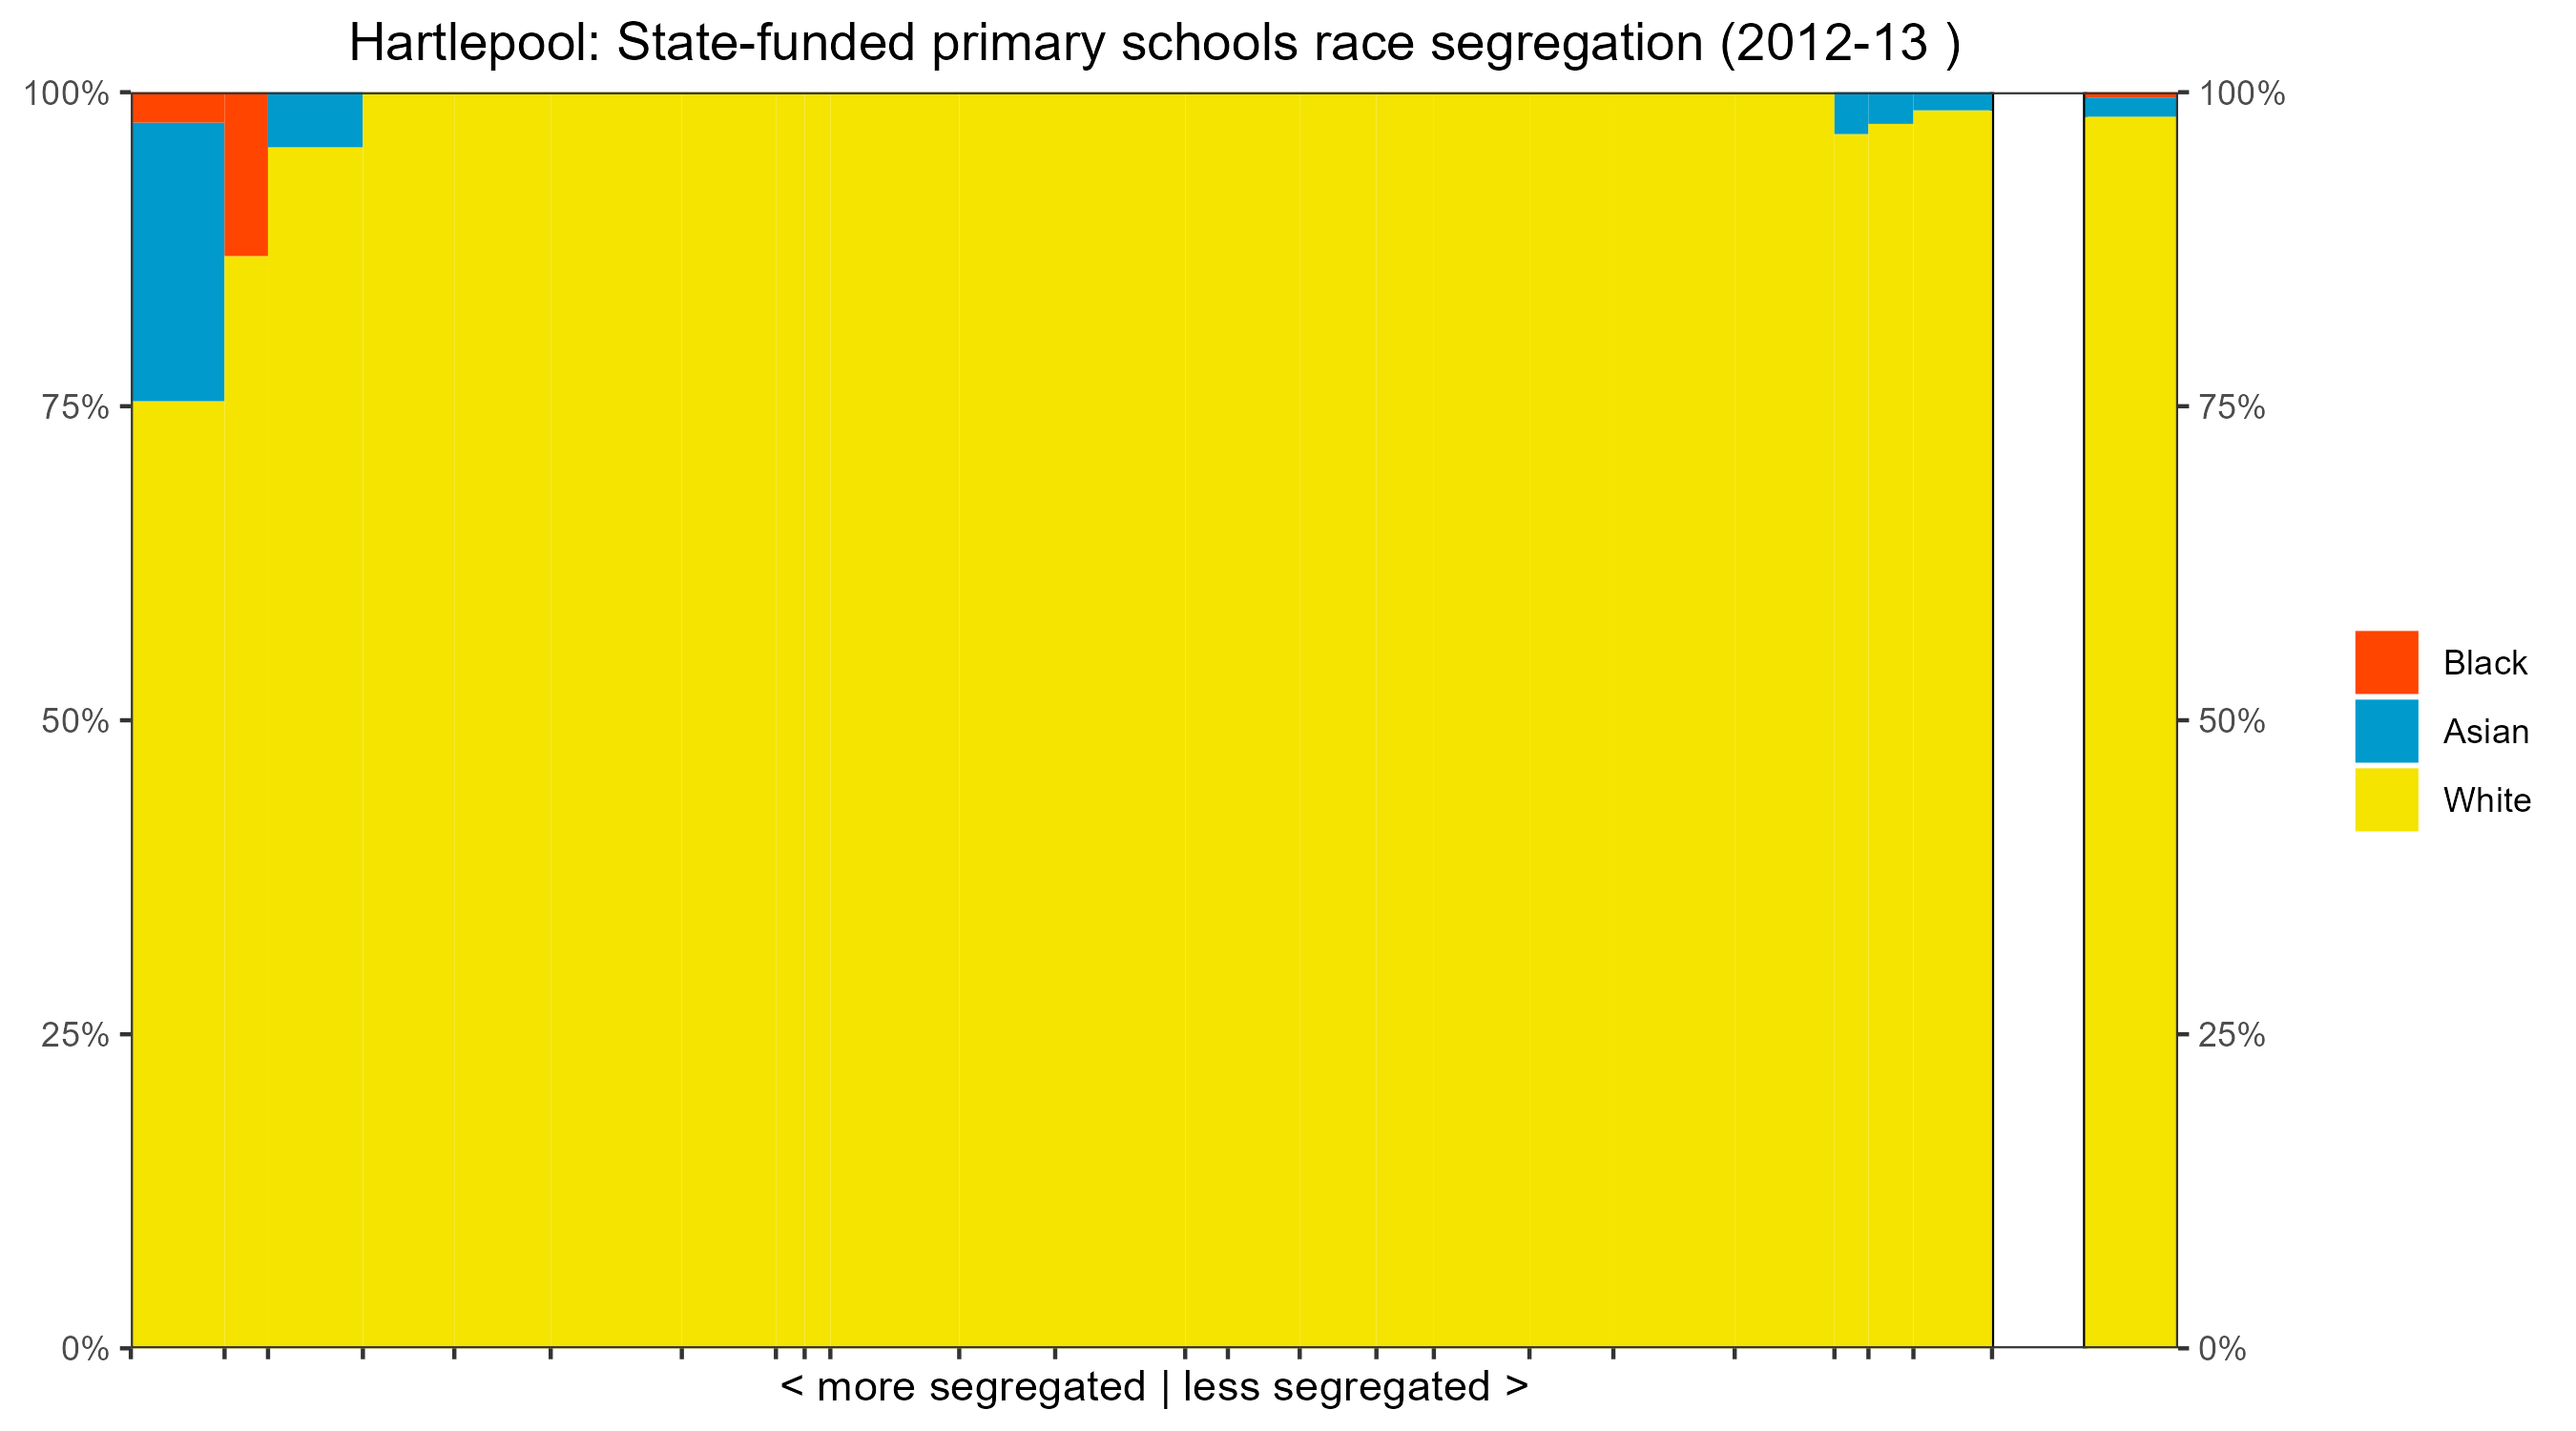 Hartlepool: State-funded primary schools race segregation (2012-13 )
100%
75%
50%
25%
0%
100%
75%
50%
25%
0%
< more segregated | less segregated >
Black
Asian
White